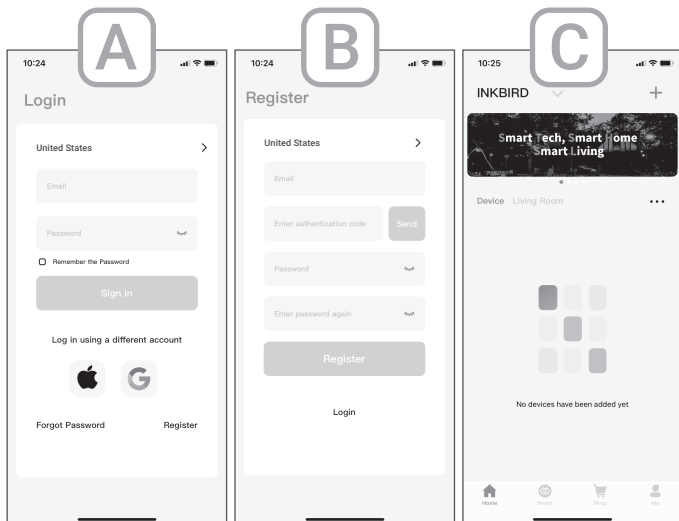 A
10:24
Login
United States
Email
Password
Remember the Password
Sign in
Log in using a different account
G
Forgot Password
Register
B
10:24
Register
United States
Email
Enter authentication code
Send
Password
Enter password again
Register
Login
C
10:25
INKBIRD
Smart Tech, Smart Home
Smart Living
Device Living Room
No devices have been added yet
Home
Smart
Shop
Me